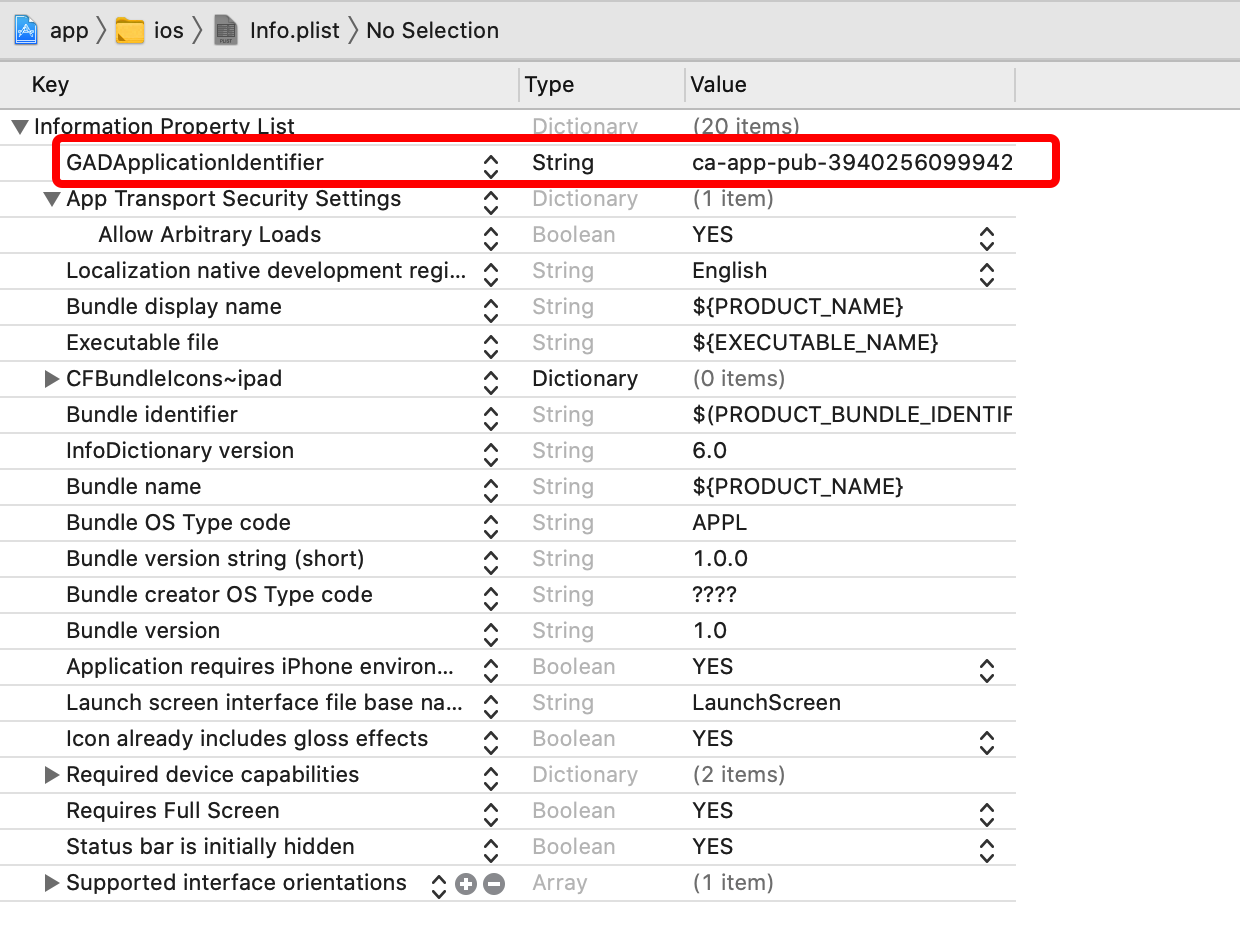 app ios Info.plist No Selection
Key Type Value
Information Property List Dictionary (20 items)
GADApplicationIdentifier String ca-app-pub-3940256099942
App Transport Security Settings Dictionary (1 item)
Allow Arbitrary Loads Boolean YES
Localization native development regi... String English
Bundle display name String ${PRODUCT_NAME}
Executable file String ${EXECUTABLE_NAME}
CFBundleIcons~ipad Dictionary (0 items)
Bundle identifier String $(PRODUCT_BUNDLE_IDENTIF
InfoDictionary version String 6.0
Bundle name String ${PRODUCT_NAME}
Bundle OS Type code String APPL
Bundle version string (short) String 1.0.0
Bundle creator OS Type code String ????
Bundle version String 1.0
Application requires iPhone environ... Boolean YES
Launch screen interface file base na... String LaunchScreen
Icon already includes gloss effects Boolean YES
Required device capabilities Dictionary (2 items)
Requires Full Screen Boolean YES
Status bar is initially hidden Boolean YES
Supported interface orientations Array (1 item)